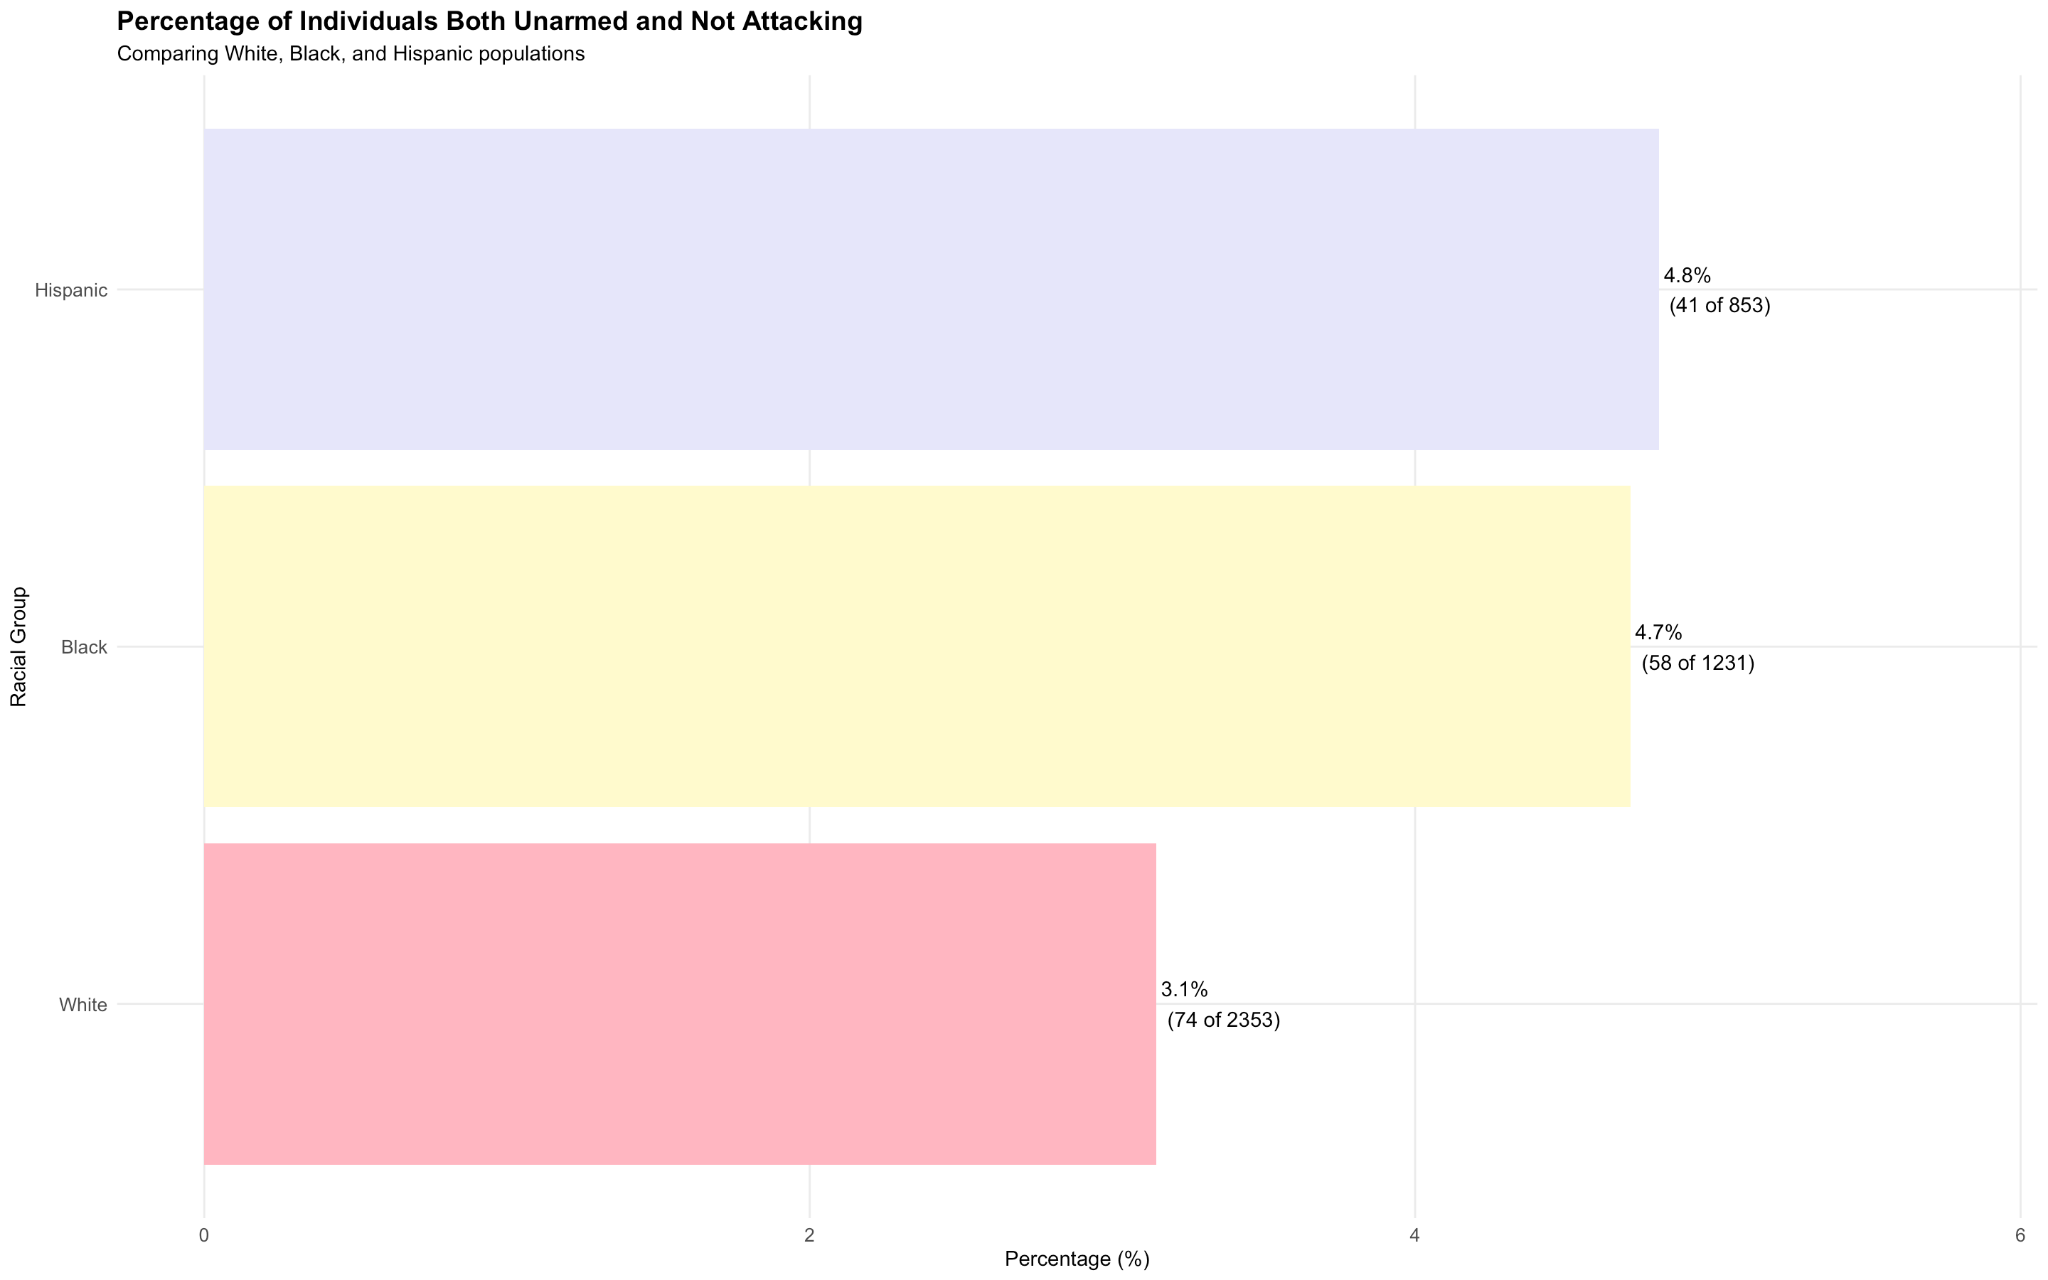 Percentage of Individuals Both Unarmed and Not Attacking
Comparing White, Black, and Hispanic populations
Racial Group
Hispanic
4.8%
(41 of 853)
Black
4.7%
(58 of 1231)
White
3.1%
(74 of 2353)
0 2 4 6
Percentage (%)